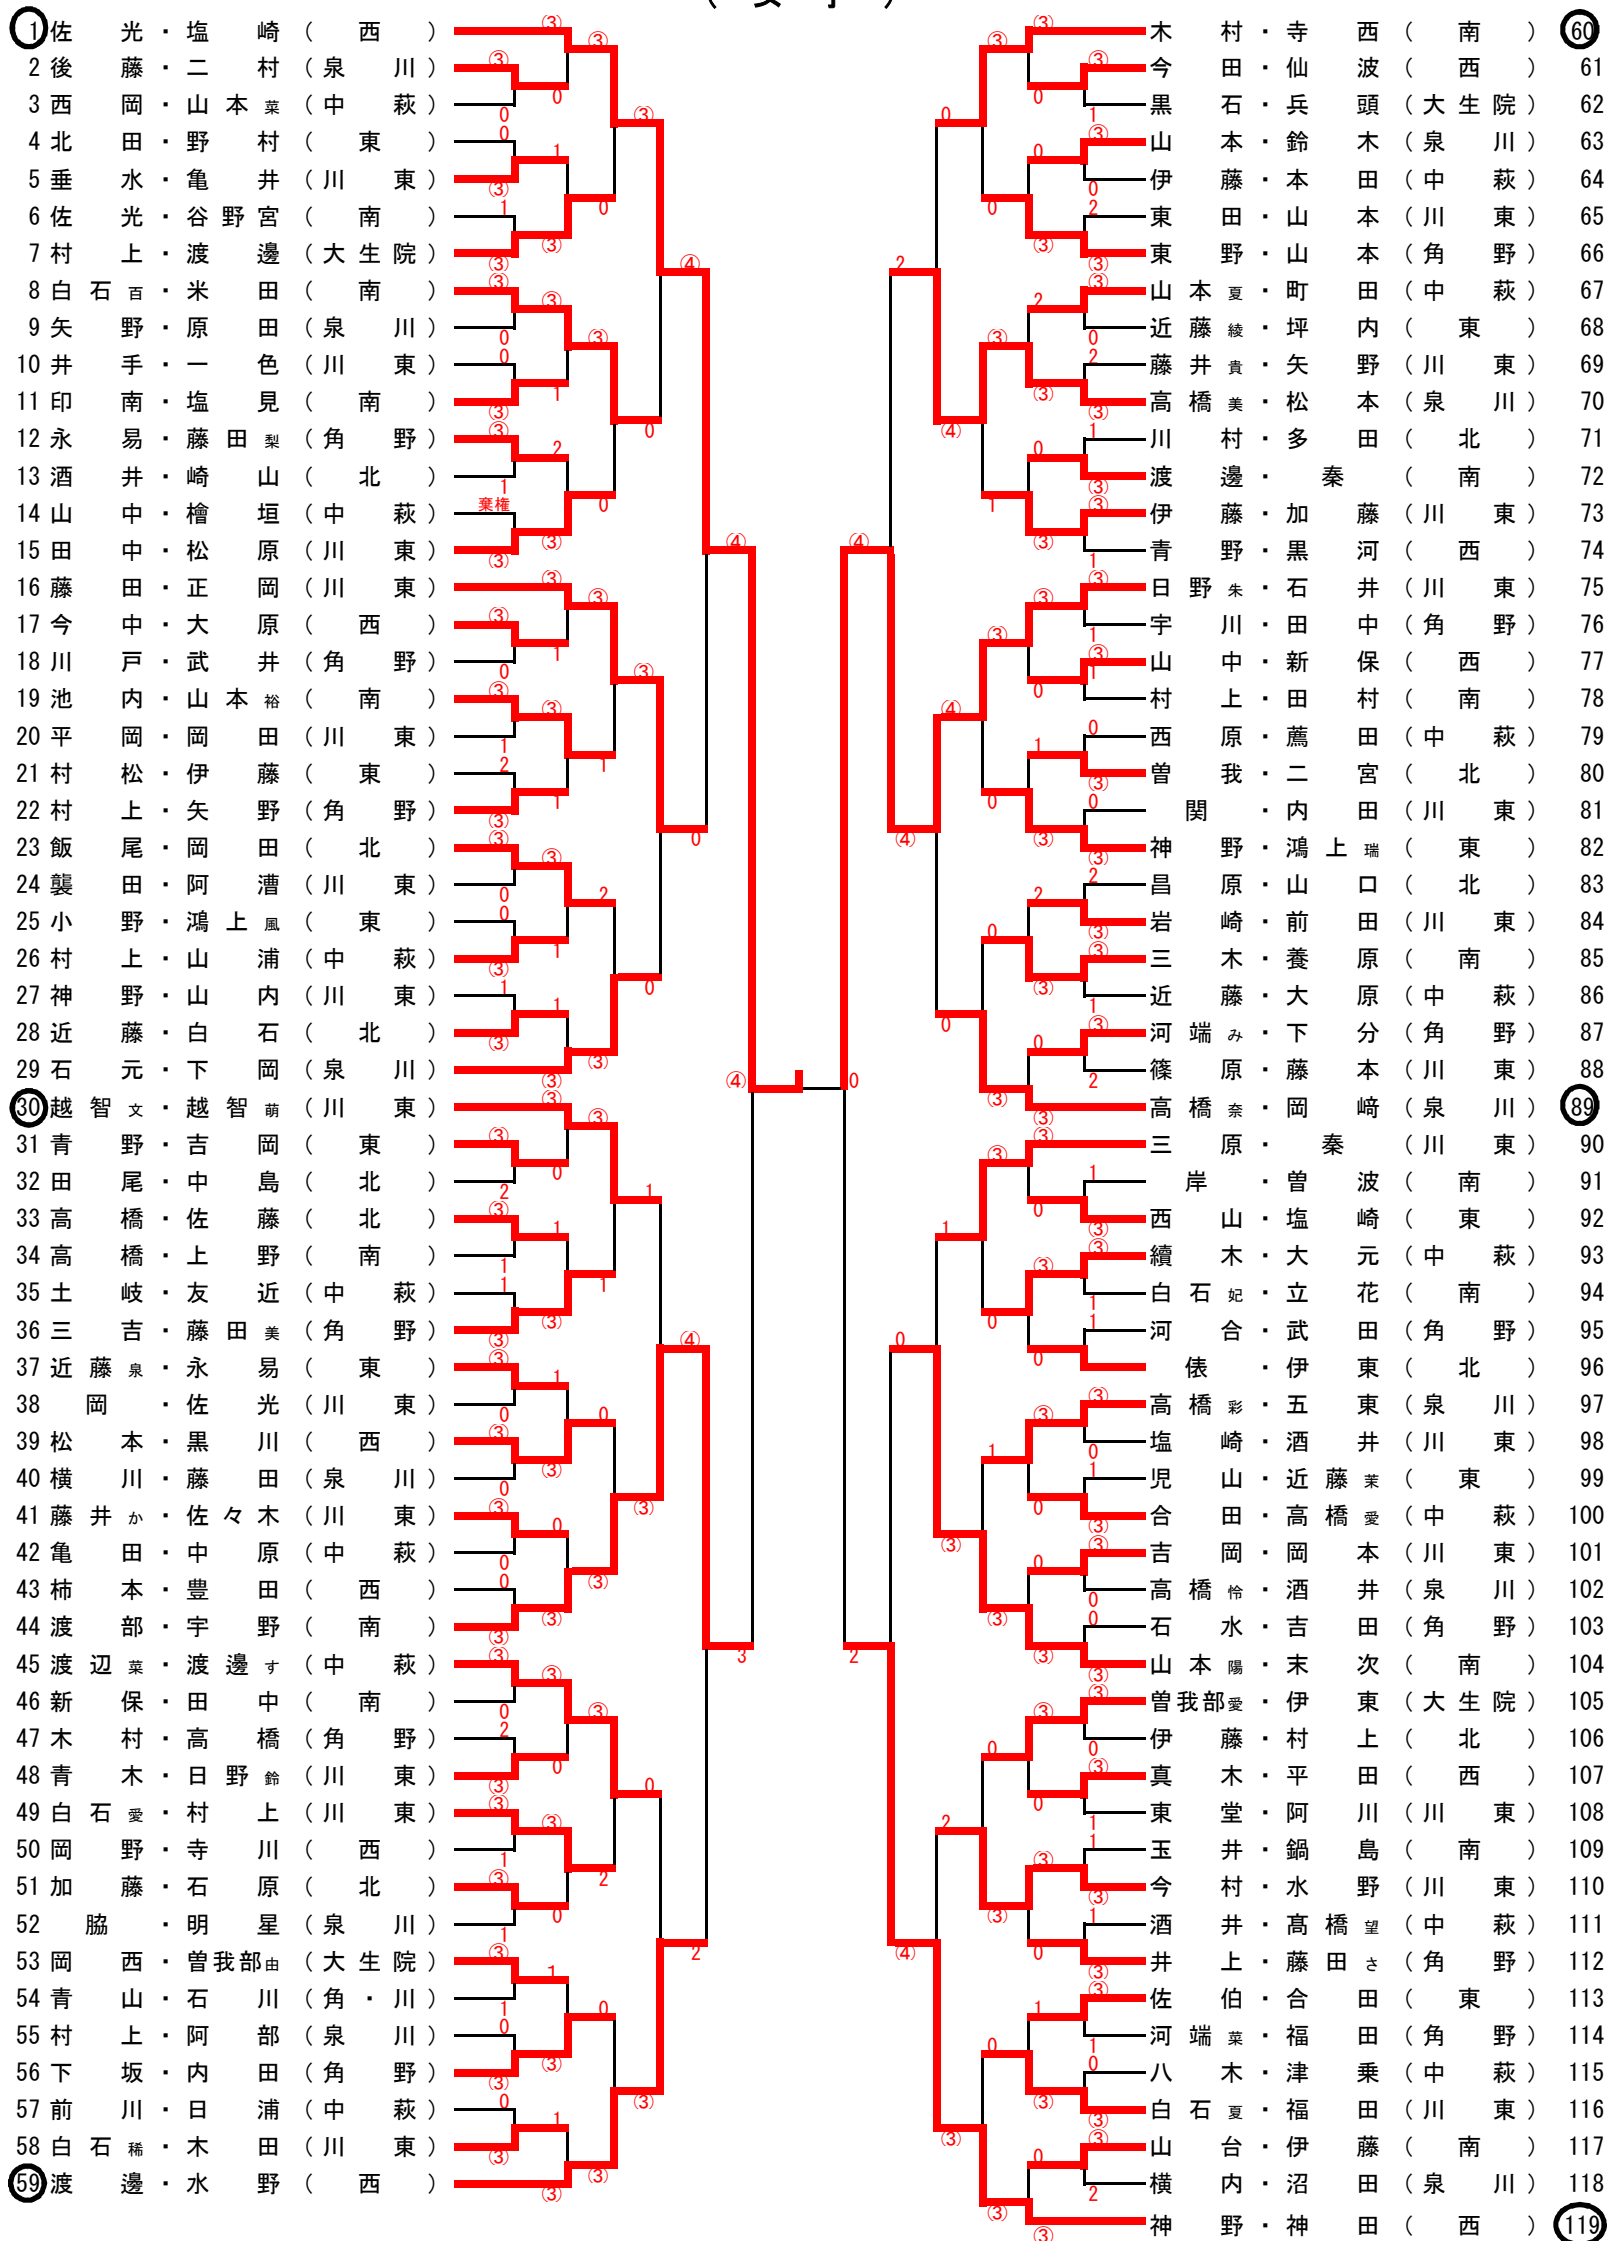 1 佐光・塩崎（西）
2 後藤・二村（泉川）
3 西岡・山本菜（中萩）
4 北田・野村（東）
5 垂水・亀井（川東）
6 佐光・谷野宮（南）
7 村上・渡邊（大生院）
8 白石百・米田（南）
9 矢野・原田（泉川）
10 井手・一色（川東）
11 印南・塩見（南）
12 永易・藤田梨（角野）
13 酒井・崎山（北）
14 山中・檜垣（中萩） 棄権
15 田中・松原（川東）
16 藤田・正岡（川東）
17 今中・大原（西）
18 川戸・武井（角野）
19 池内・山本裕（南）
20 平岡・岡田（川東）
21 村松・伊藤（東）
22 村上・矢野（角野）
23 飯尾・岡田（北）
24 襲田・阿漕（川東）
25 小野・鴻上風（東）
26 村上・山浦（中萩）
27 神野・山内（川東）
28 近藤・白石（北）
29 石元・下岡（泉川）
30 越智文・越智萌（川東）
31 青野・吉岡（東）
32 田尾・中島（北）
33 高橋・佐藤（北）
34 高橋・上野（南）
35 土岐・友近（中萩）
36 三吉・藤田美（角野）
37 近藤泉・永易（東）
38 岡・佐光（川東）
39 松本・黒川（西）
40 横川・藤田（泉川）
41 藤井か・佐々木（川東）
42 亀田・中原（中萩）
43 柿本・豊田（西）
44 渡部・宇野（南）
45 渡辺菜・渡邊す（中萩）
46 新保・田中（南）
47 木村・高橋（角野）
48 青木・日野鈴（川東）
49 白石愛・村上（川東）
50 岡野・寺川（西）
51 加藤・石原（北）
52 脇・明星（泉川）
53 岡西・曽我部由（大生院）
54 青山・石川（角・川）
55 村上・阿部（泉川）
56 下坂・内田（角野）
57 前川・日浦（中萩）
58 白石稀・木田（川東）
59 渡邊・水野（西）
木村・寺西（南） 60
今田・仙波（西） 61
黒石・兵頭（大生院） 62
山本・鈴木（泉川） 63
伊藤・本田（中萩） 64
東田・山本（川東） 65
東野・山本（角野） 66
山本夏・町田（中萩） 67
近藤綾・坪内（東） 68
藤井貴・矢野（川東） 69
高橋美・松本（泉川） 70
川村・多田（北） 71
渡邊・秦（南） 72
伊藤・加藤（川東） 73
青野・黒河（西） 74
日野朱・石井（川東） 75
宇川・田中（角野） 76
山中・新保（西） 77
村上・田村（南） 78
西原・薦田（中萩） 79
曽我・二宮（北） 80
関・内田（川東） 81
神野・鴻上瑞（東） 82
昌原・山口（北） 83
岩崎・前田（川東） 84
三木・養原（南） 85
近藤・大原（中萩） 86
河端み・下分（角野） 87
篠原・藤本（川東） 88
高橋奈・岡﨑（泉川） 89
三原・秦（川東） 90
岸・曽波（南） 91
西山・塩崎（東） 92
續木・大元（中萩） 93
白石妃・立花（南） 94
河合・武田（角野） 95
俵・伊東（北） 96
高橋彩・五東（泉川） 97
塩崎・酒井（川東） 98
児山・近藤茉（東） 99
合田・高橋愛（中萩） 100
吉岡・岡本（川東） 101
高橋怜・酒井（泉川） 102
石水・吉田（角野） 103
山本陽・末次（南） 104
曽我部愛・伊東（大生院） 105
伊藤・村上（北） 106
真木・平田（西） 107
東堂・阿川（川東） 108
玉井・鍋島（南） 109
今村・水野（川東） 110
酒井・髙橋望（中萩） 111
井上・藤田さ（角野） 112
佐伯・合田（東） 113
河端菜・福田（角野） 114
八木・津乗（中萩） 115
白石夏・福田（川東） 116
山台・伊藤（南） 117
横内・沼田（泉川） 118
神野・神田（西） 119